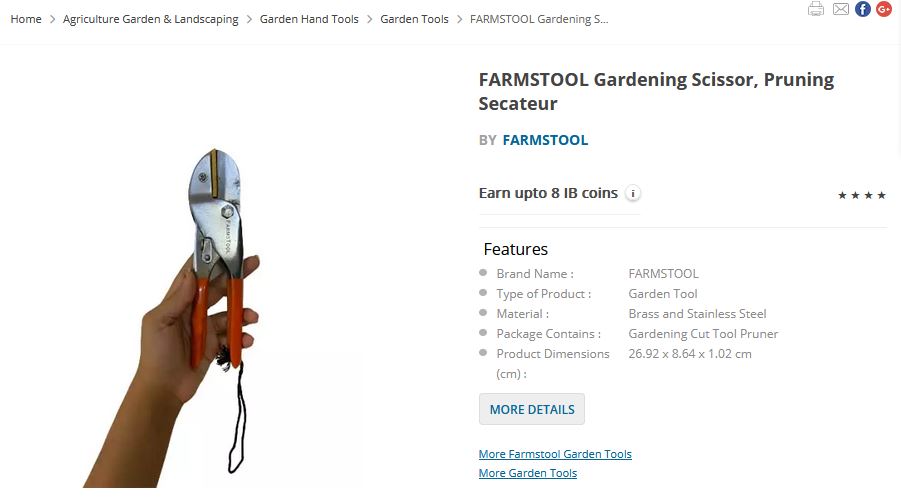 Home > Agriculture Garden & Landscaping > Garden Hand Tools > Garden Tools > FARMSTOOL Gardening S...
FARMSTOOL Gardening Scissor, Pruning
Secateur
BY FARMSTOOL
Earn upto 8 IB coins i
Features
Brand Name : FARMSTOOL
Type of Product : Garden Tool
Material : Brass and Stainless Steel
Package Contains : Gardening Cut Tool Pruner
Product Dimensions 26.92 x 8.64 x 1.02 cm
(cm) :
MORE DETAILS
More Farmstool Garden Tools
More Garden Tools
FARMSTOOL